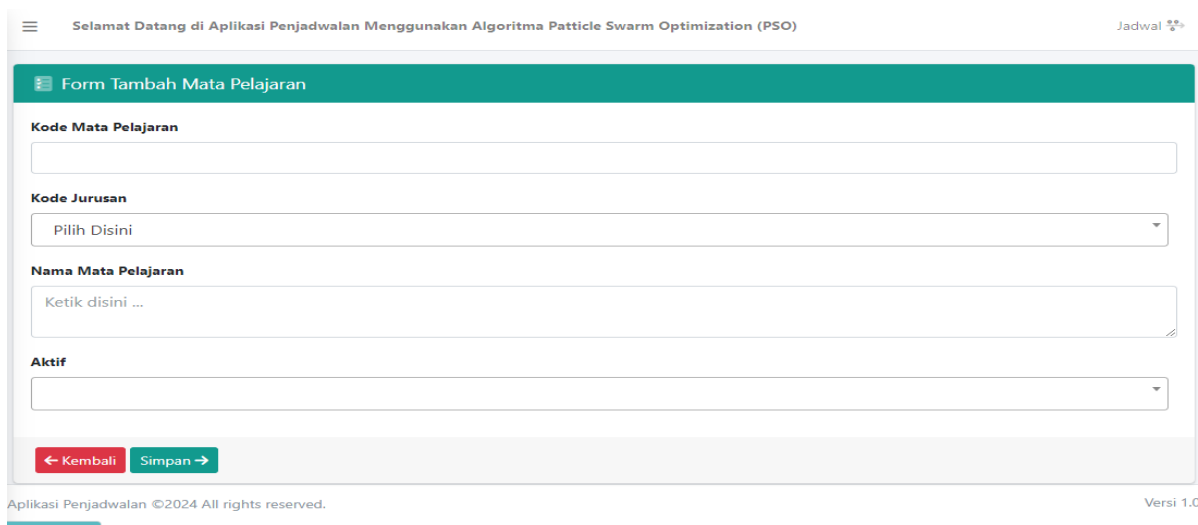 Selamat Datang di Aplikasi Penjadwalan Menggunakan Algoritma Patticle Swarm Optimization (PSO)
Jadwal
Form Tambah Mata Pelajaran
Kode Mata Pelajaran
Kode Jurusan
Pilih Disini
Nama Mata Pelajaran
Ketik disini ...
Aktif
← Kembali
Simpan →
Aplikasi Penjadwalan ©2024 All rights reserved.
Versi 1.0